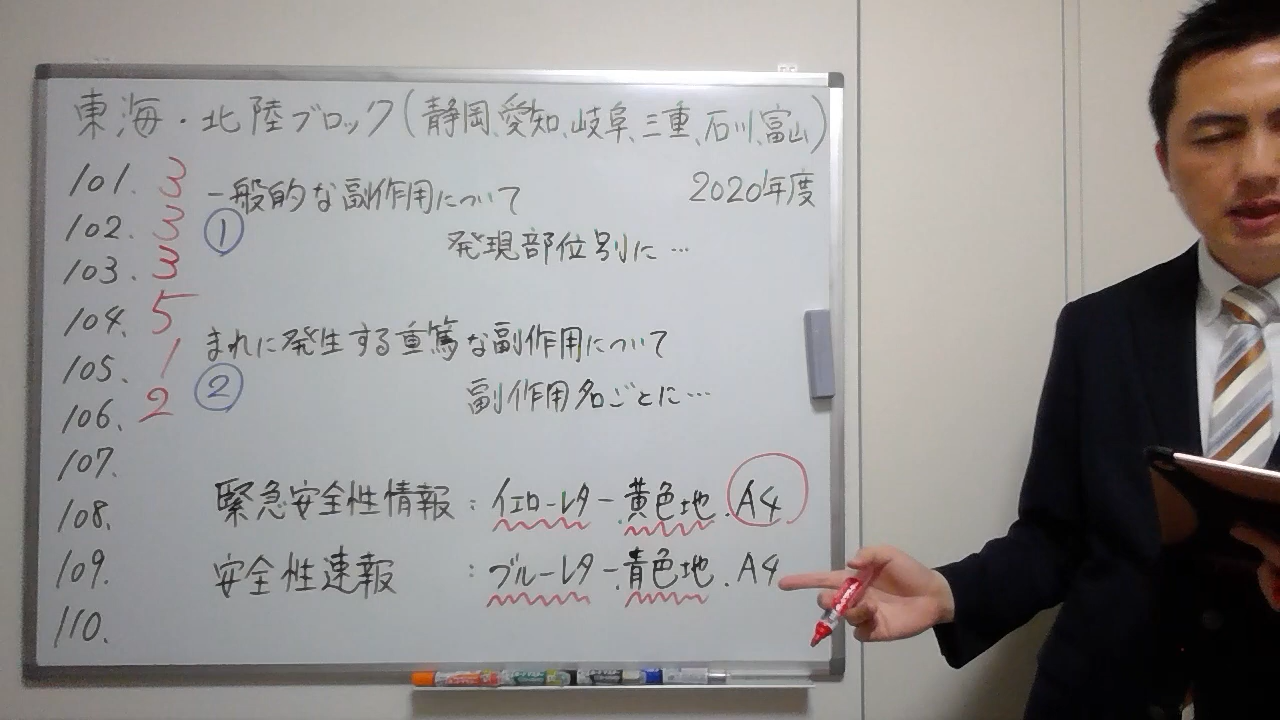 東海・北陸ブロック(静岡、愛知、岐阜、三重、石川、富山)
2020年度
101. 3
102. 3
103. 3
104. 5
105. 1
106. 2
107.
108.
109.
110.
一般的な副作用について
①
発現部位別に…
まれに発生する重篤な副作用について
②
副作用名ごとに…
緊急安全性情報:イエローレター.黄色地.A4
安全性速報:ブルーレター.青色地.A4